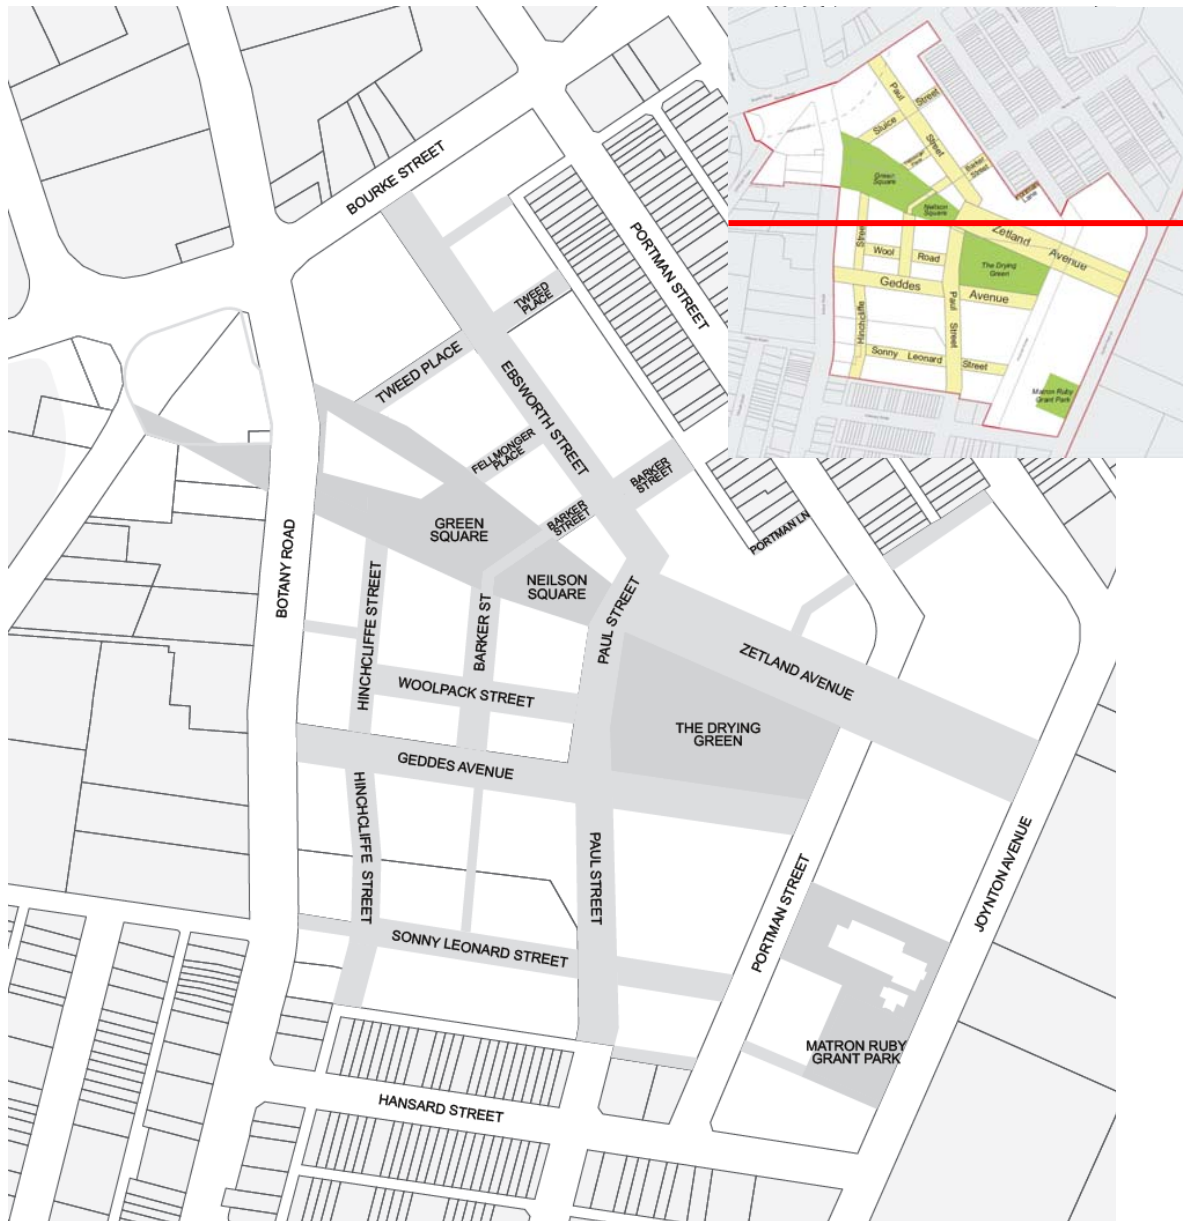 BOURKE STREET
PORTMAN STREET
TWEED
PLACE
TWEED PLACE
EBSWORTH STREET
FELLMONGER
PLACE
BARKER
STREET
BARKER
STREET
PORTMAN LN
GREEN
SQUARE
NEILSON
SQUARE
BOTANY ROAD
HINCHCLIFFE STREET
BARKER ST
PAUL STREET
ZETLAND AVENUE
WOOLPACK STREET
THE DRYING
GREEN
GEDDES AVENUE
HINCHCLIFFE STREET
PAUL STREET
PORTMAN STREET
JOYNTON AVENUE
SONNY LEONARD STREET
MATRON RUBY
GRANT PARK
HANSARD STREET
Paul
Street
Sluice
Street
Barker
Street
Green
Square
Neilson
Square
Lane
Zetland
Avenue
Wool
Road
The Drying
Green
Geddes
Avenue
Hinchcliffe
Paul
Street
Sonny
Leonard
Street
Matron Ruby
Grant Park